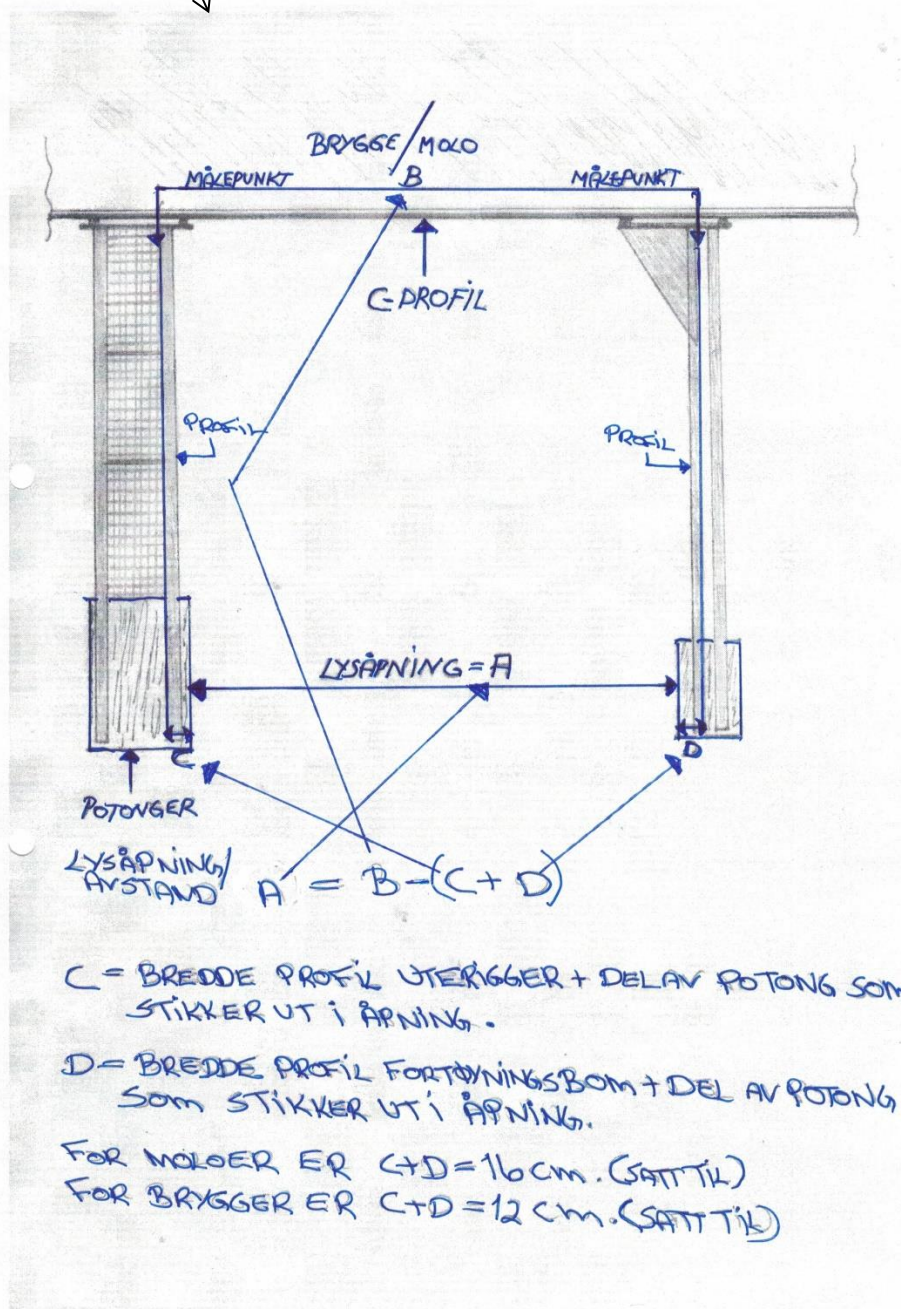 BRYGGE/MOLO
MÅLEPUNKT
B
MÅLEPUNKT
C-PROFIL
PROFIL
PROFIL
LYSÅPNING = A
C
D
POTONGER
LYSÅPNING/
AVSTAND
A = B-(C+D)
C = BREDDE PROFIL UTERIGGER + DEL AV POTONG SOM
STIKKER UT I ÅPNING.
D = BREDDE PROFIL FORTØYNINGSBOM + DEL AV POTONG
SOM STIKKER UT I ÅPNING.
FOR MOLOER ER C+D = 16 cm. (SATT TIL)
FOR BRYGGER ER C+D = 12 cm. (SATT TIL)